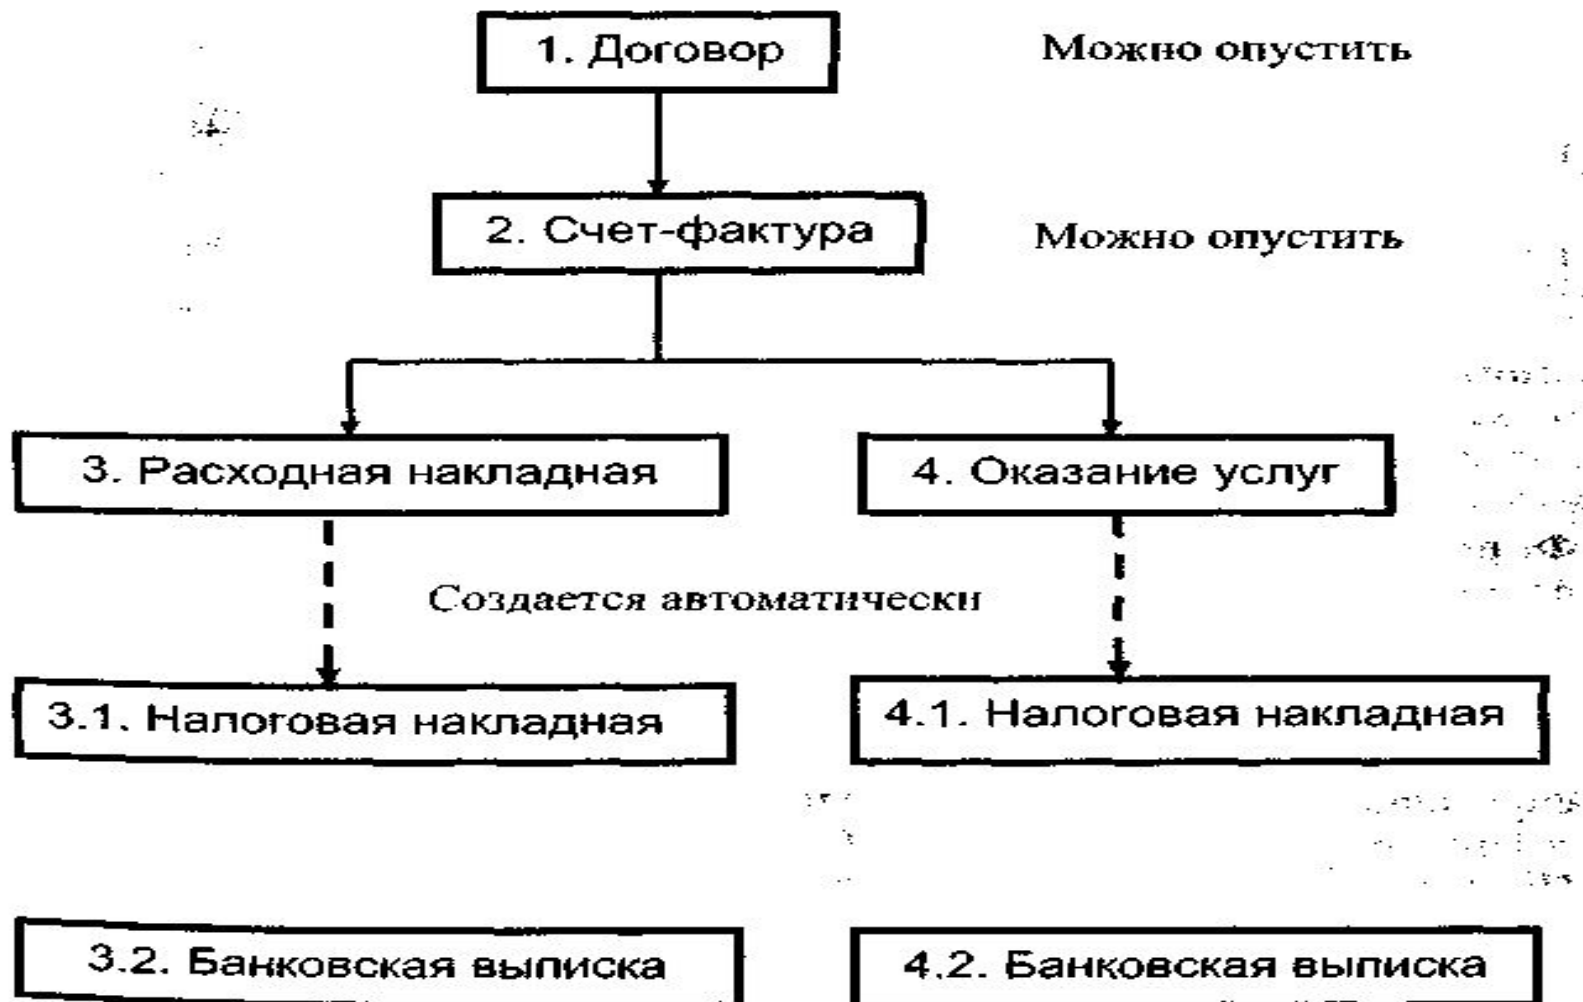 1. Договор
Можно опустить
2. Счет-фактура
Можно опустить
3. Расходная накладная
4. Оказание услуг
Создается автоматически
3.1. Налоговая накладная
4.1. Налоговая накладная
3.2. Банковская выписка
4.2. Банковская выписка